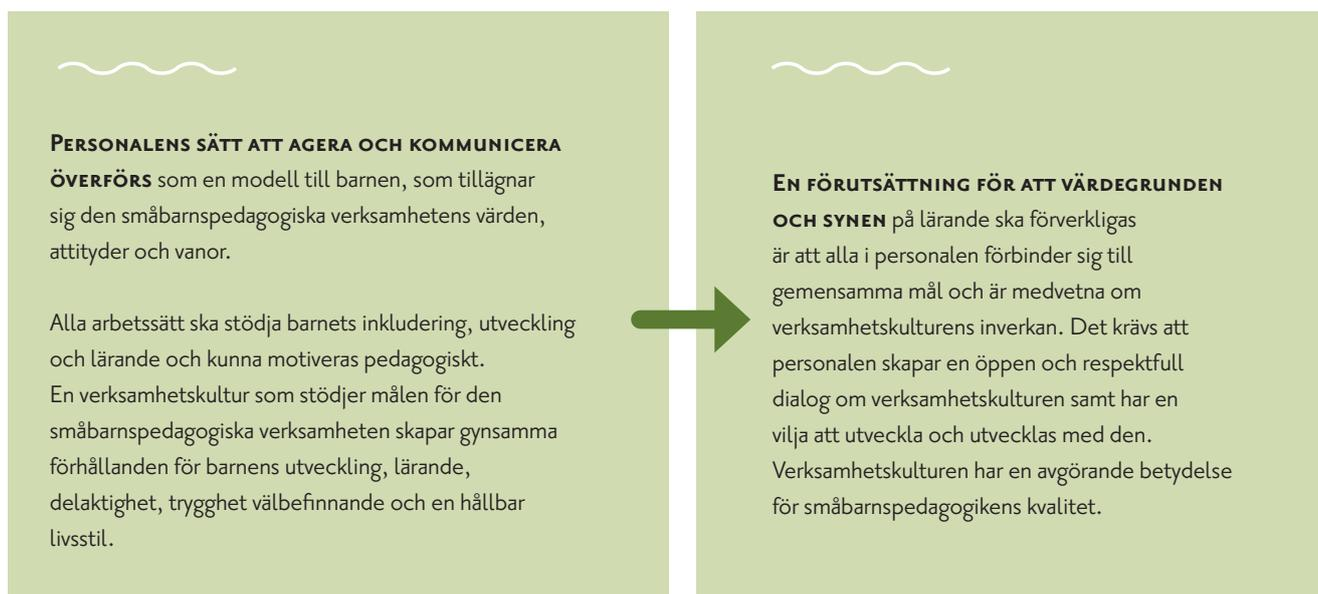 Personalens sätt att agera och kommunicera
överförs som en modell till barnen, som tillägnar
sig den småbarnspedagogiska verksamhetens värden,
attityder och vanor.
Alla arbetssätt ska stödja barnets inkludering, utveckling
och lärande och kunna motiveras pedagogiskt.
En verksamhetskultur som stödjer målen för den
småbarnspedagogiska verksamheten skapar gynsamma
förhållanden för barnens utveckling, lärande,
delaktighet, trygghet välbefinnande och en hållbar
livsstil.
En förutsättning för att värdegrunden
och synen på lärande ska förverkligas
är att alla i personalen förbinder sig till
gemensamma mål och är medvetna om
verksamhetskulturens inverkan. Det krävs att
personalen skapar en öppen och respektfull
dialog om verksamhetskulturen samt har en
vilja att utveckla och utvecklas med den.
Verksamhetskulturen har en avgörande betydelse
för småbarnspedagogikens kvalitet.